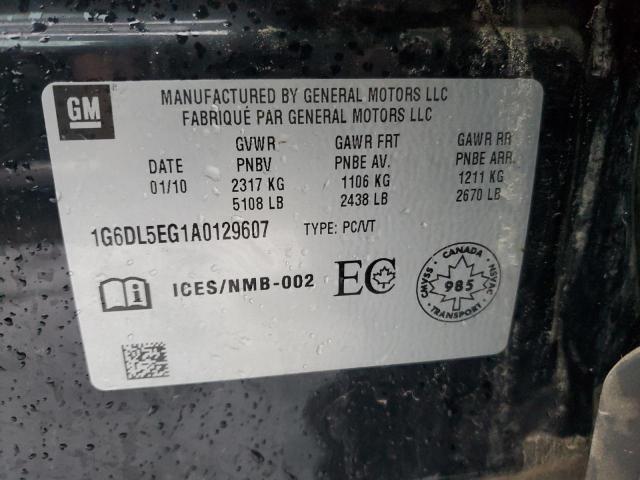 GM
MANUFACTURED BY GENERAL MOTORS LLC
FABRIQUÉ PAR GENERAL MOTORS LLC
GVWR GAWR FRT GAWR RR
DATE PNBV PNBE AV. PNBE ARR.
01/10 2317 KG 1106 KG 1211 KG
5108 LB 2438 LB 2670 LB
1G6DL5EG1A0129607 TYPE: PC/VT
i ICES/NMB-002 EC
CANADA
CMVSS 985 NSVAC
TRANSPORT